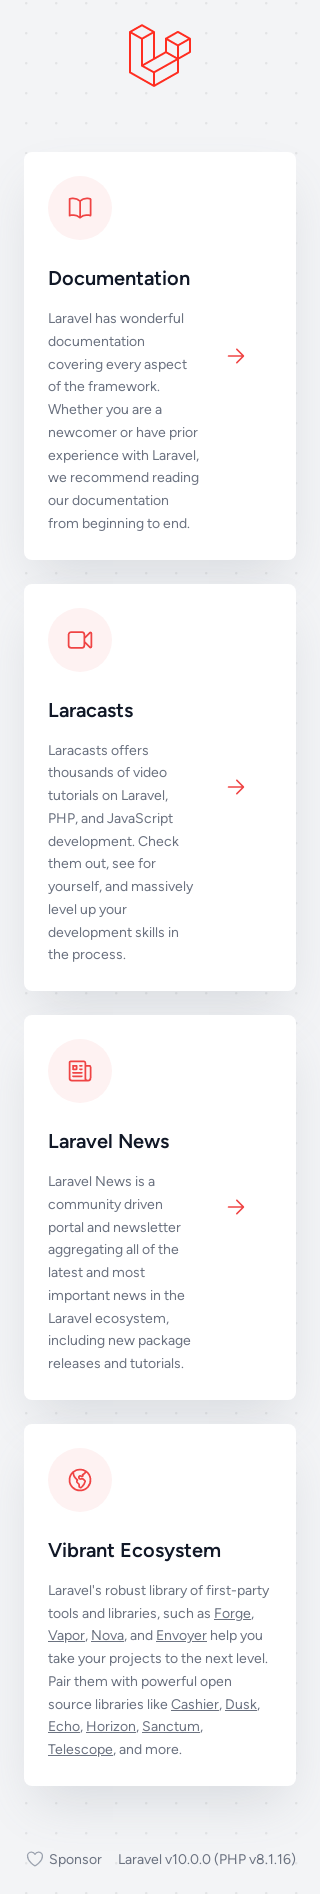 Documentation
Laravel has wonderful
documentation
covering every aspect
of the framework.
Whether you are a
newcomer or have prior
experience with Laravel,
we recommend reading
our documentation
from beginning to end.
Laracasts
Laracasts offers
thousands of video
tutorials on Laravel,
PHP, and JavaScript
development. Check
them out, see for
yourself, and massively
level up your
development skills in
the process.
Laravel News
Laravel News is a
community driven
portal and newsletter
aggregating all of the
latest and most
important news in the
Laravel ecosystem,
including new package
releases and tutorials.
Vibrant Ecosystem
Laravel's robust library of first-party
tools and libraries, such as Forge,
Vapor, Nova, and Envoyer help you
take your projects to the next level.
Pair them with powerful open
source libraries like Cashier, Dusk,
Echo, Horizon, Sanctum,
Telescope, and more.
Sponsor Laravel v10.0.0 (PHP v8.1.16)